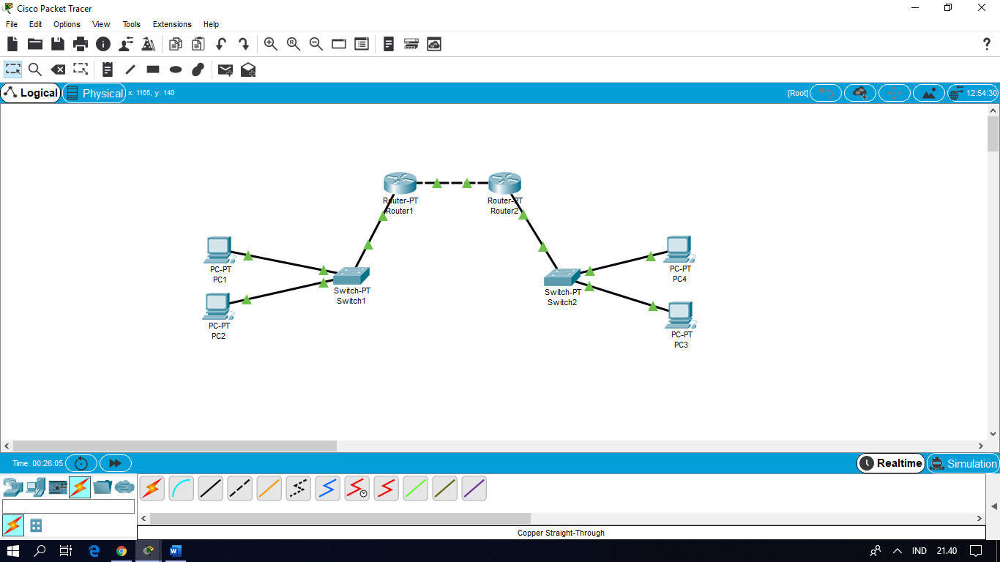 Cisco Packet Tracer
File Edit Options View Tools Extensions Help
Logical Physical x: 1165, y: 140 [Root] 12:54:30
Router-PT
Router1
Router-PT
Router2
PC-PT
PC1
Switch-PT
Switch1
PC-PT
PC2
PC-PT
PC4
Switch-PT
Switch2
PC-PT
PC3
Time: 00:26:05 Realtime Simulation
Copper Straight-Through
IND 21.40